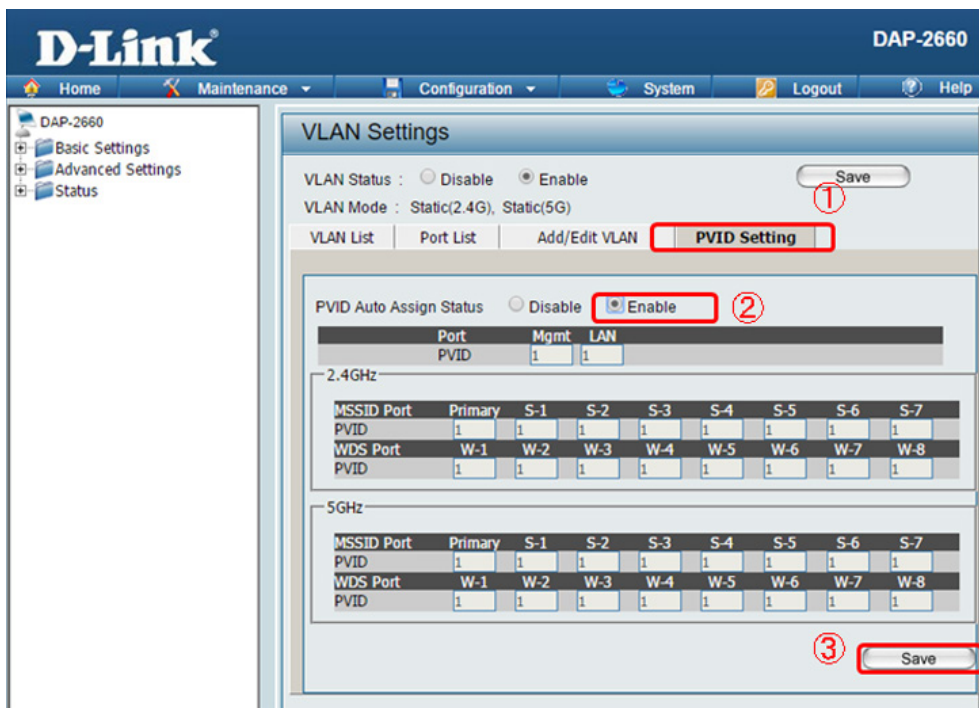 D-Link®
DAP-2660
Home Maintenance Configuration System Logout Help
DAP-2660
Basic Settings
Advanced Settings
Status
VLAN Settings
VLAN Status : Disable Enable Save
①
VLAN Mode : Static(2.4G), Static(5G)
VLAN List Port List Add/Edit VLAN PVID Setting
PVID Auto Assign Status Disable Enable ②
Port Mgmt LAN
PVID 1 1
2.4GHz
MSSID Port Primary S-1 S-2 S-3 S-4 S-5 S-6 S-7
PVID 1 1 1 1 1 1 1 1
WDS Port W-1 W-2 W-3 W-4 W-5 W-6 W-7 W-8
PVID 1 1 1 1 1 1 1 1
5GHz
MSSID Port Primary S-1 S-2 S-3 S-4 S-5 S-6 S-7
PVID 1 1 1 1 1 1 1 1
WDS Port W-1 W-2 W-3 W-4 W-5 W-6 W-7 W-8
PVID 1 1 1 1 1 1 1 1
③ Save